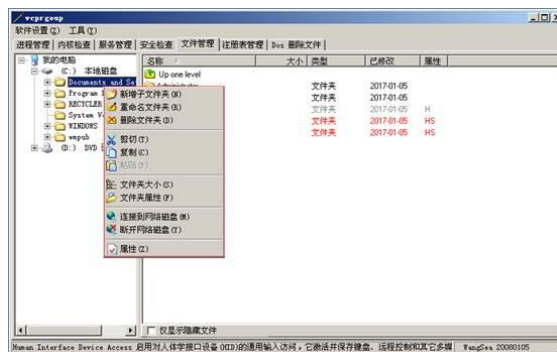 vcprgeup
软件设置(Z) 工具(T)
进程管理 内核检查 服务管理 安全检查 文件管理 注册表管理 Dos 删除文件
我的电脑
(C:) 本地磁盘
Documents and Se
Program
RECYCLER
System V
WINDOWS
wmpub
(D:) DVD
名称 大小 类型 已修改 属性
Up one level
文件夹 2017-01-05
文件夹 2017-01-05
文件夹 2017-01-05 H
文件夹 2017-01-05 HS
文件夹 2017-01-05 HS
新增子文件夹
重命名文件夹(R)
删除文件夹(D)
剪切(T)
复制(C)
粘贴
文件夹大小(S)
文件夹属性
连接到网络磁盘
断开网络磁盘
属性(Z)
仅显示隐藏文件
Human Interface Device Access 启用对人体学接口设备(HID)的通用输入访问，它激活并保存键盘、远程控制和其它多媒
YangSea 20080105